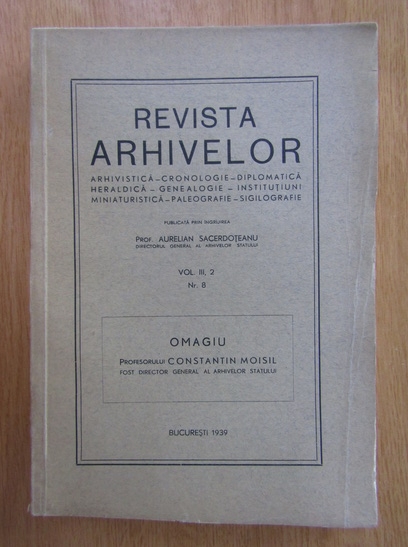 REVISTA
ARHIVELOR
ARHIVISTICĂ–CRONOLOGIE–DIPLOMATICĂ
HERALDICĂ – GENEALOGIE – INSTITUȚIUNI
MINIATURISTICĂ–PALEOGRAFIE–SIGILOGRAFIE
PUBLICATĂ PRIN ÎNGRIJIREA
PROF. AURELIAN SACERDOȚEANU
DIRECTORUL GENERAL AL ARHIVELOR STATULUI
VOL. III, 2
Nr. 8
OMAGIU
PROFESORULUI CONSTANTIN MOISIL
FOST DIRECTOR GENERAL AL ARHIVELOR STATULUI
BUCUREȘTI 1939